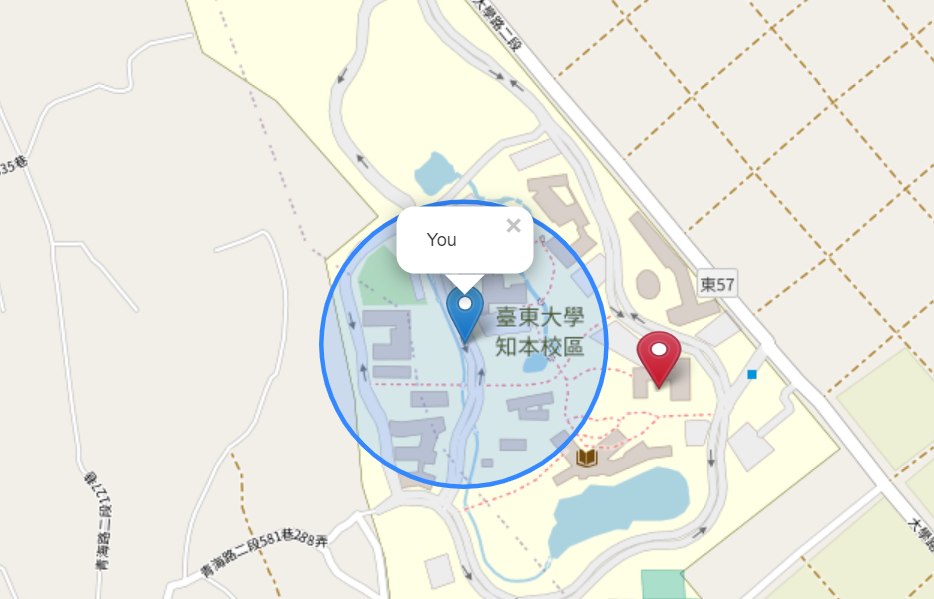 大學路二段
35巷
You
×
東57
臺東大學
知本校區
青海路二段127巷
青海路二段581巷288弄
大學路